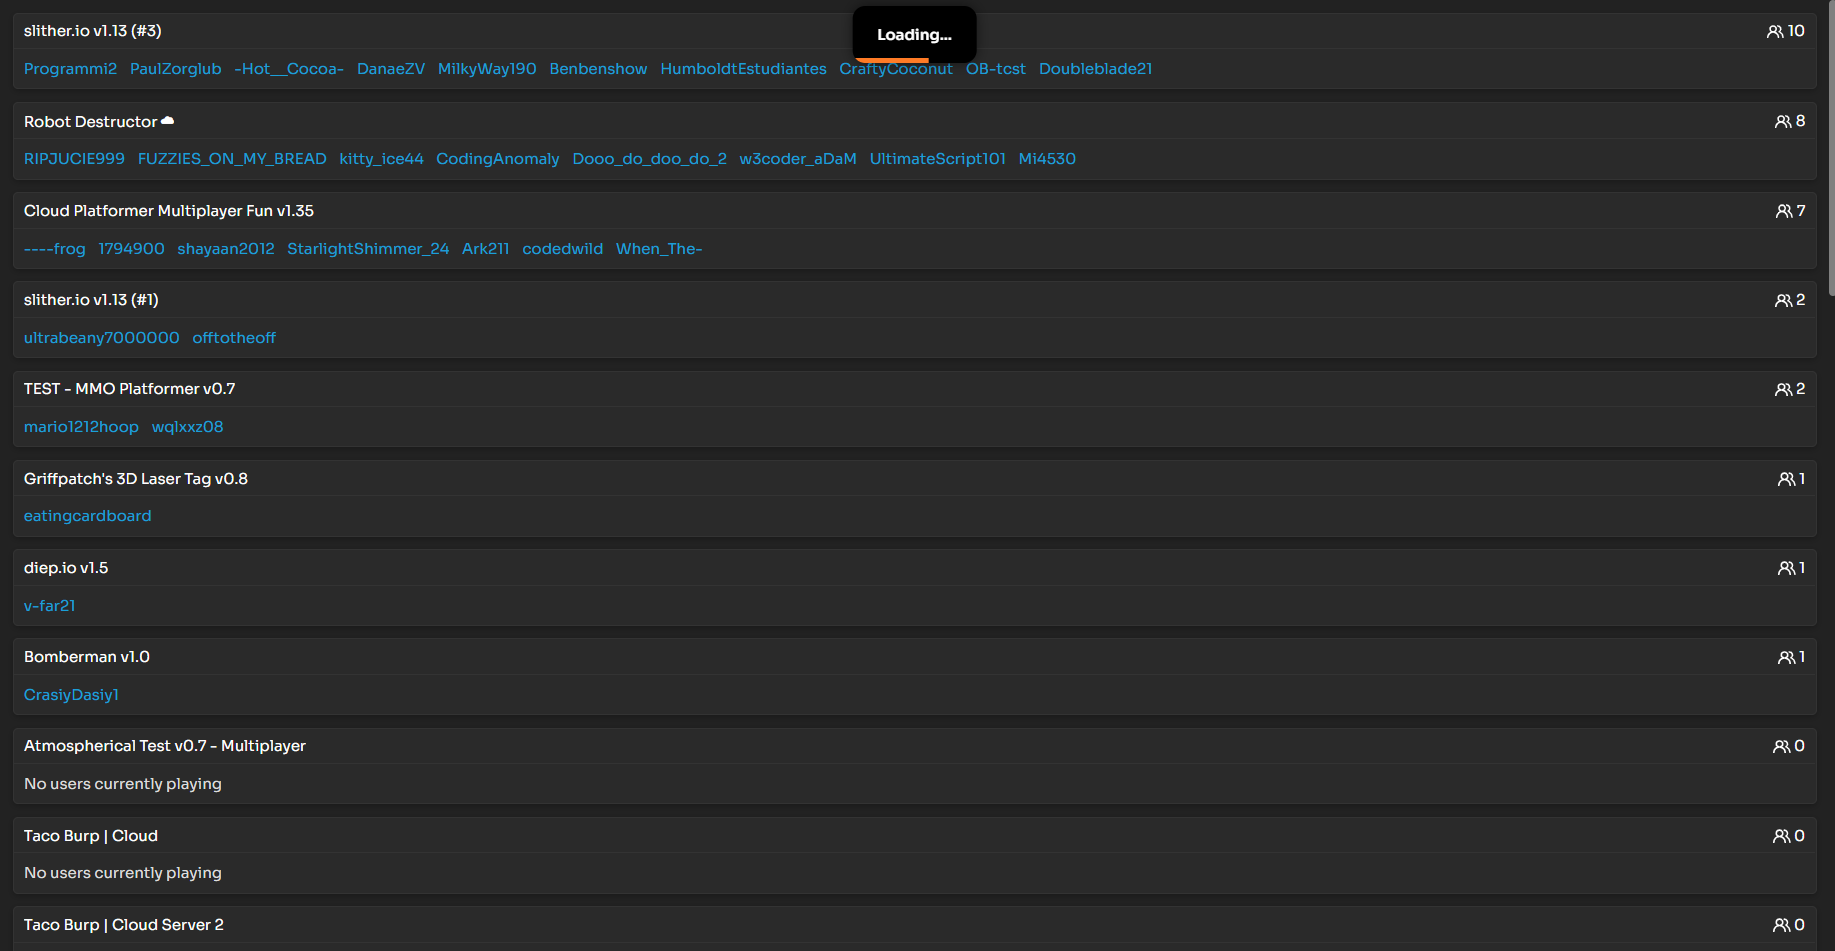 Loading...
slither.io v1.13 (#3) 10
Programmi2 PaulZorglub -Hot__Cocoa- DanaeZV MilkyWay190 Benbenshow HumboldtEstudiantes CraftyCoconut OB-tcst Doubleblade21
Robot Destructor☁ 8
RIPJUCIE999 FUZZIES_ON_MY_BREAD kitty_ice44 CodingAnomaly Dooo_do_doo_do_2 w3coder_aDaM UltimateScript101 Mi4530
Cloud Platformer Multiplayer Fun v1.35 7
----frog 1794900 shayaan2012 StarlightShimmer_24 Ark211 codedwild When_The-
slither.io v1.13 (#1) 2
ultrabeany7000000 offtotheoff
TEST - MMO Platformer v0.7 2
mario1212hoop wqlxxz08
Griffpatch's 3D Laser Tag v0.8 1
eatingcardboard
diep.io v1.5 1
v-far21
Bomberman v1.0 1
CrasiyDasiy1
Atmospherical Test v0.7 - Multiplayer 0
No users currently playing
Taco Burp | Cloud 0
No users currently playing
Taco Burp | Cloud Server 2 0